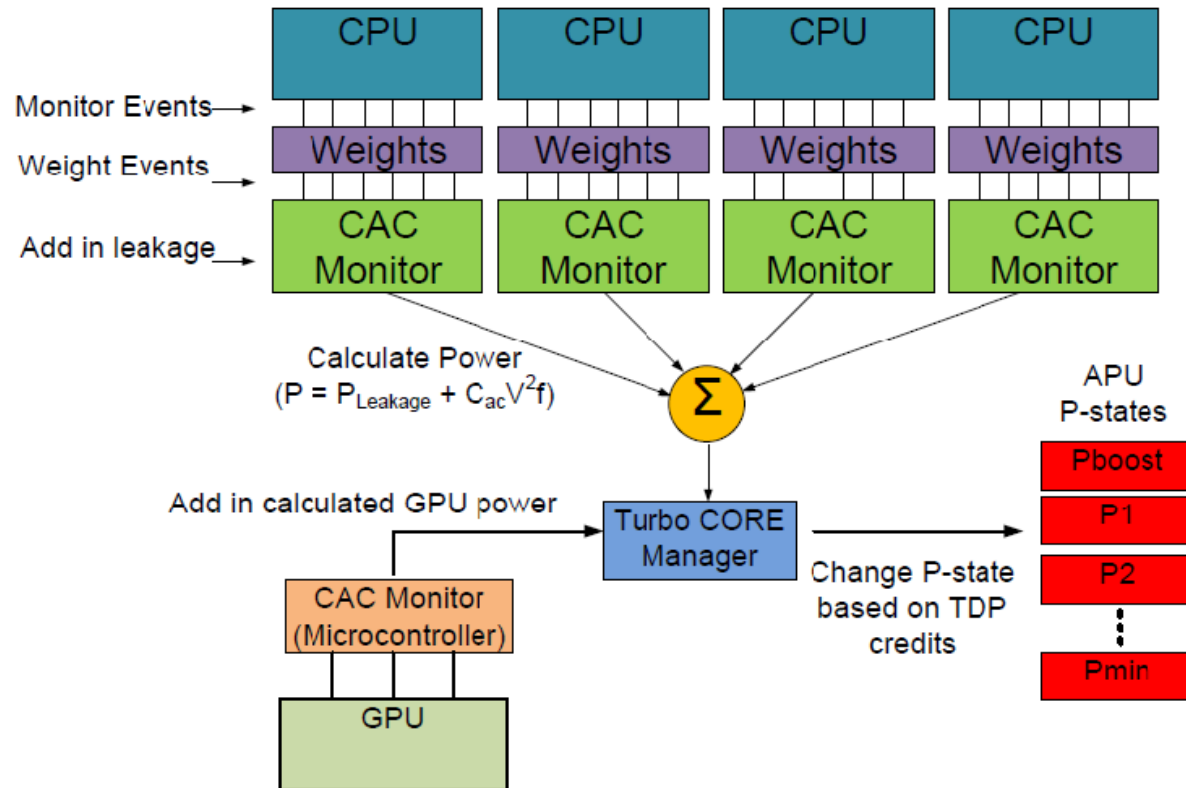 CPU
CPU
CPU
CPU
Monitor Events
Weights
Weights
Weights
Weights
Weight Events
CAC
Monitor
CAC
Monitor
CAC
Monitor
CAC
Monitor
Add in leakage
Calculate Power
(P = P_Leakage + C_acV²f)
Σ
APU
P-states
Pboost
P1
P2
Pmin
Add in calculated GPU power
Turbo CORE
Manager
Change P-state
based on TDP
credits
CAC Monitor
(Microcontroller)
GPU